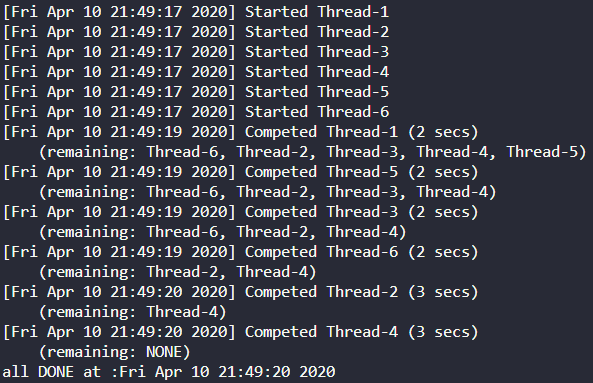 [Fri Apr 10 21:49:17 2020] Started Thread-1
[Fri Apr 10 21:49:17 2020] Started Thread-2
[Fri Apr 10 21:49:17 2020] Started Thread-3
[Fri Apr 10 21:49:17 2020] Started Thread-4
[Fri Apr 10 21:49:17 2020] Started Thread-5
[Fri Apr 10 21:49:17 2020] Started Thread-6
[Fri Apr 10 21:49:19 2020] Competed Thread-1 (2 secs)
    (remaining: Thread-6, Thread-2, Thread-3, Thread-4, Thread-5)
[Fri Apr 10 21:49:19 2020] Competed Thread-5 (2 secs)
    (remaining: Thread-6, Thread-2, Thread-3, Thread-4)
[Fri Apr 10 21:49:19 2020] Competed Thread-3 (2 secs)
    (remaining: Thread-6, Thread-2, Thread-4)
[Fri Apr 10 21:49:19 2020] Competed Thread-6 (2 secs)
    (remaining: Thread-2, Thread-4)
[Fri Apr 10 21:49:20 2020] Competed Thread-2 (3 secs)
    (remaining: Thread-4)
[Fri Apr 10 21:49:20 2020] Competed Thread-4 (3 secs)
    (remaining: NONE)
all DONE at :Fri Apr 10 21:49:20 2020